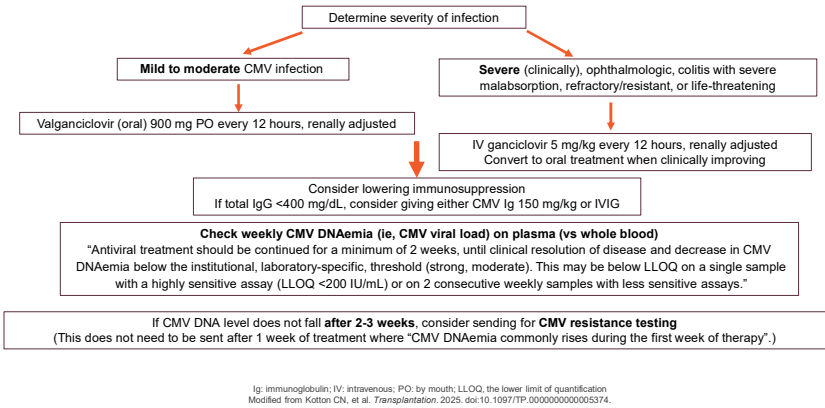 Determine severity of infection
Mild to moderate CMV infection
Severe (clinically), ophthalmologic, colitis with severe
malabsorption, refractory/resistant, or life-threatening
Valganciclovir (oral) 900 mg PO every 12 hours, renally adjusted
IV ganciclovir 5 mg/kg every 12 hours, renally adjusted
Convert to oral treatment when clinically improving
Consider lowering immunosuppression
If total IgG <400 mg/dL, consider giving either CMV Ig 150 mg/kg or IVIG
Check weekly CMV DNAemia (ie, CMV viral load) on plasma (vs whole blood)
“Antiviral treatment should be continued for a minimum of 2 weeks, until clinical resolution of disease and decrease in CMV
DNAemia below the institutional, laboratory-specific, threshold (strong, moderate). This may be below LLOQ on a single sample
with a highly sensitive assay (LLOQ <200 IU/mL) or on 2 consecutive weekly samples with less sensitive assays.”
If CMV DNA level does not fall after 2-3 weeks, consider sending for CMV resistance testing
(This does not need to be sent after 1 week of treatment where “CMV DNAemia commonly rises during the first week of therapy”.)
Ig: immunoglobulin; IV: intravenous; PO: by mouth; LLOQ, the lower limit of quantification
Modified from Kotton CN, et al. Transplantation. 2025. doi:10.1097/TP.0000000000005374.